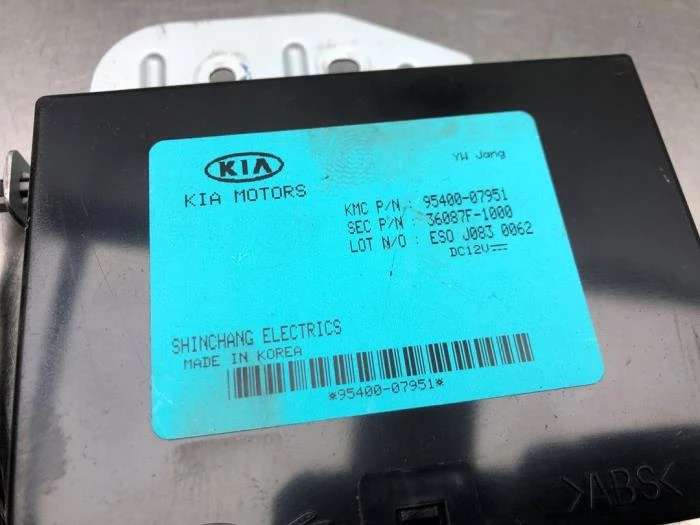 KIA
YW Jang
KIA MOTORS
KMC P/N : 95400-07951
SEC P/N : 36087F-1000
LOT N/O : ESO J083 0062
DC12V
SHINCHANG ELECTRICS
MADE IN KOREA
*95400-07951*
>ABS<